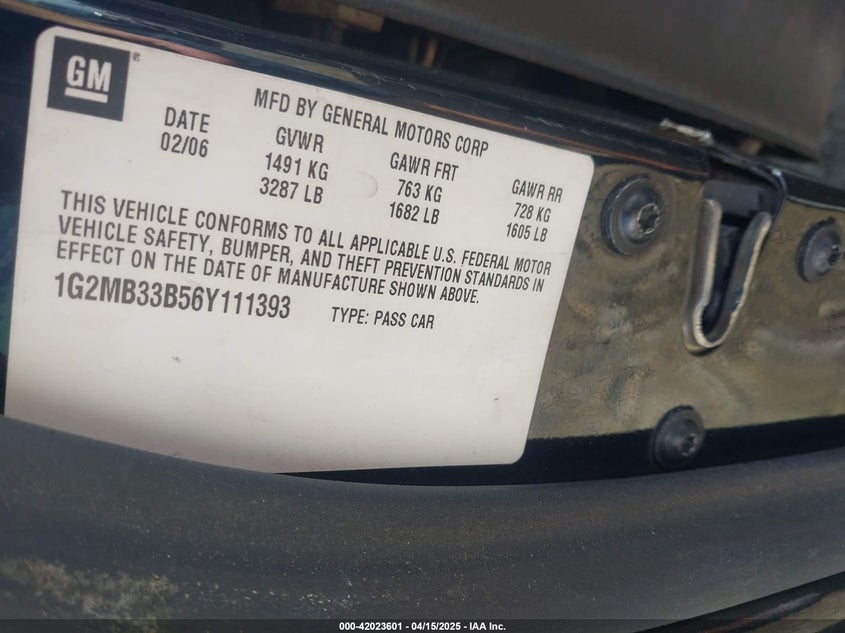 GM
MFD BY GENERAL MOTORS CORP
DATE GVWR GAWR FRT GAWR RR
02/06 1491 KG 763 KG 728 KG
3287 LB 1682 LB 1605 LB
THIS VEHICLE CONFORMS TO ALL APPLICABLE U.S. FEDERAL MOTOR
VEHICLE SAFETY, BUMPER, AND THEFT PREVENTION STANDARDS IN
EFFECT ON THE DATE OF MANUFACTURE SHOWN ABOVE.
1G2MB33B56Y111393 TYPE: PASS CAR
000-42023601 - 04/15/2025 - IAA Inc.